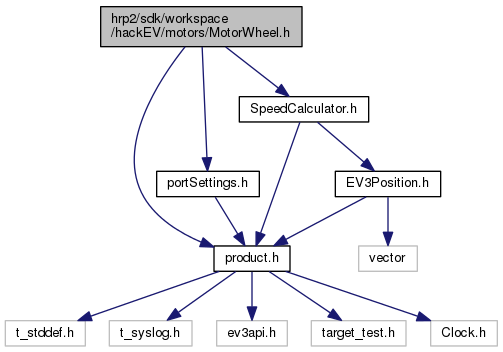 hrp2/sdk/workspace
/hackEV/motors/MotorWheel.h
SpeedCalculator.h
portSettings.h
EV3Position.h
product.h
vector
t_stddef.h
t_syslog.h
ev3api.h
target_test.h
Clock.h